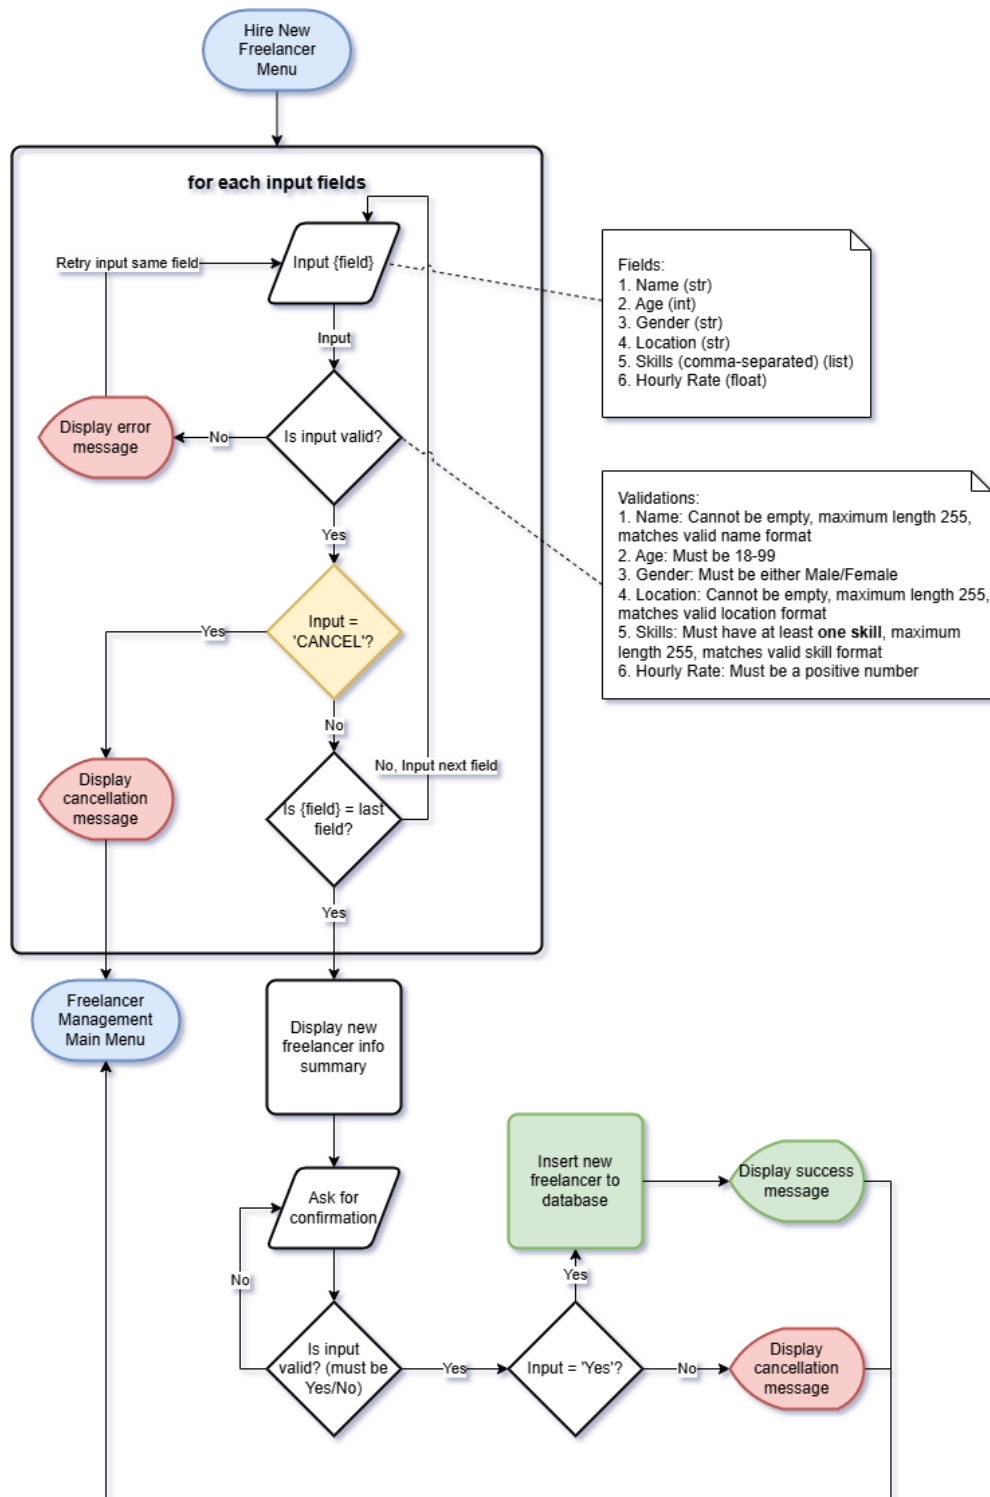 Hire New
Freelancer
Menu
for each input fields
Retry input same field
Input {field}
Fields:
1. Name (str)
2. Age (int)
3. Gender (str)
4. Location (str)
5. Skills (comma-separated) (list)
6. Hourly Rate (float)
Input
Display error
message
No
Is input valid?
Validations:
1. Name: Cannot be empty, maximum length 255,
matches valid name format
2. Age: Must be 18-99
3. Gender: Must be either Male/Female
4. Location: Cannot be empty, maximum length 255,
matches valid location format
5. Skills: Must have at least one skill, maximum
length 255, matches valid skill format
6. Hourly Rate: Must be a positive number
Yes
Yes
Input =
'CANCEL'?
No
No, Input next field
Display
cancellation
message
Is {field} = last
field?
Yes
Freelancer
Management
Main Menu
Display new
freelancer info
summary
Insert new
freelancer to
database
Display success
message
Ask for
confirmation
No
Yes
Is input
valid? (must be
Yes/No)
Yes
Input = 'Yes'?
No
Display
cancellation
message